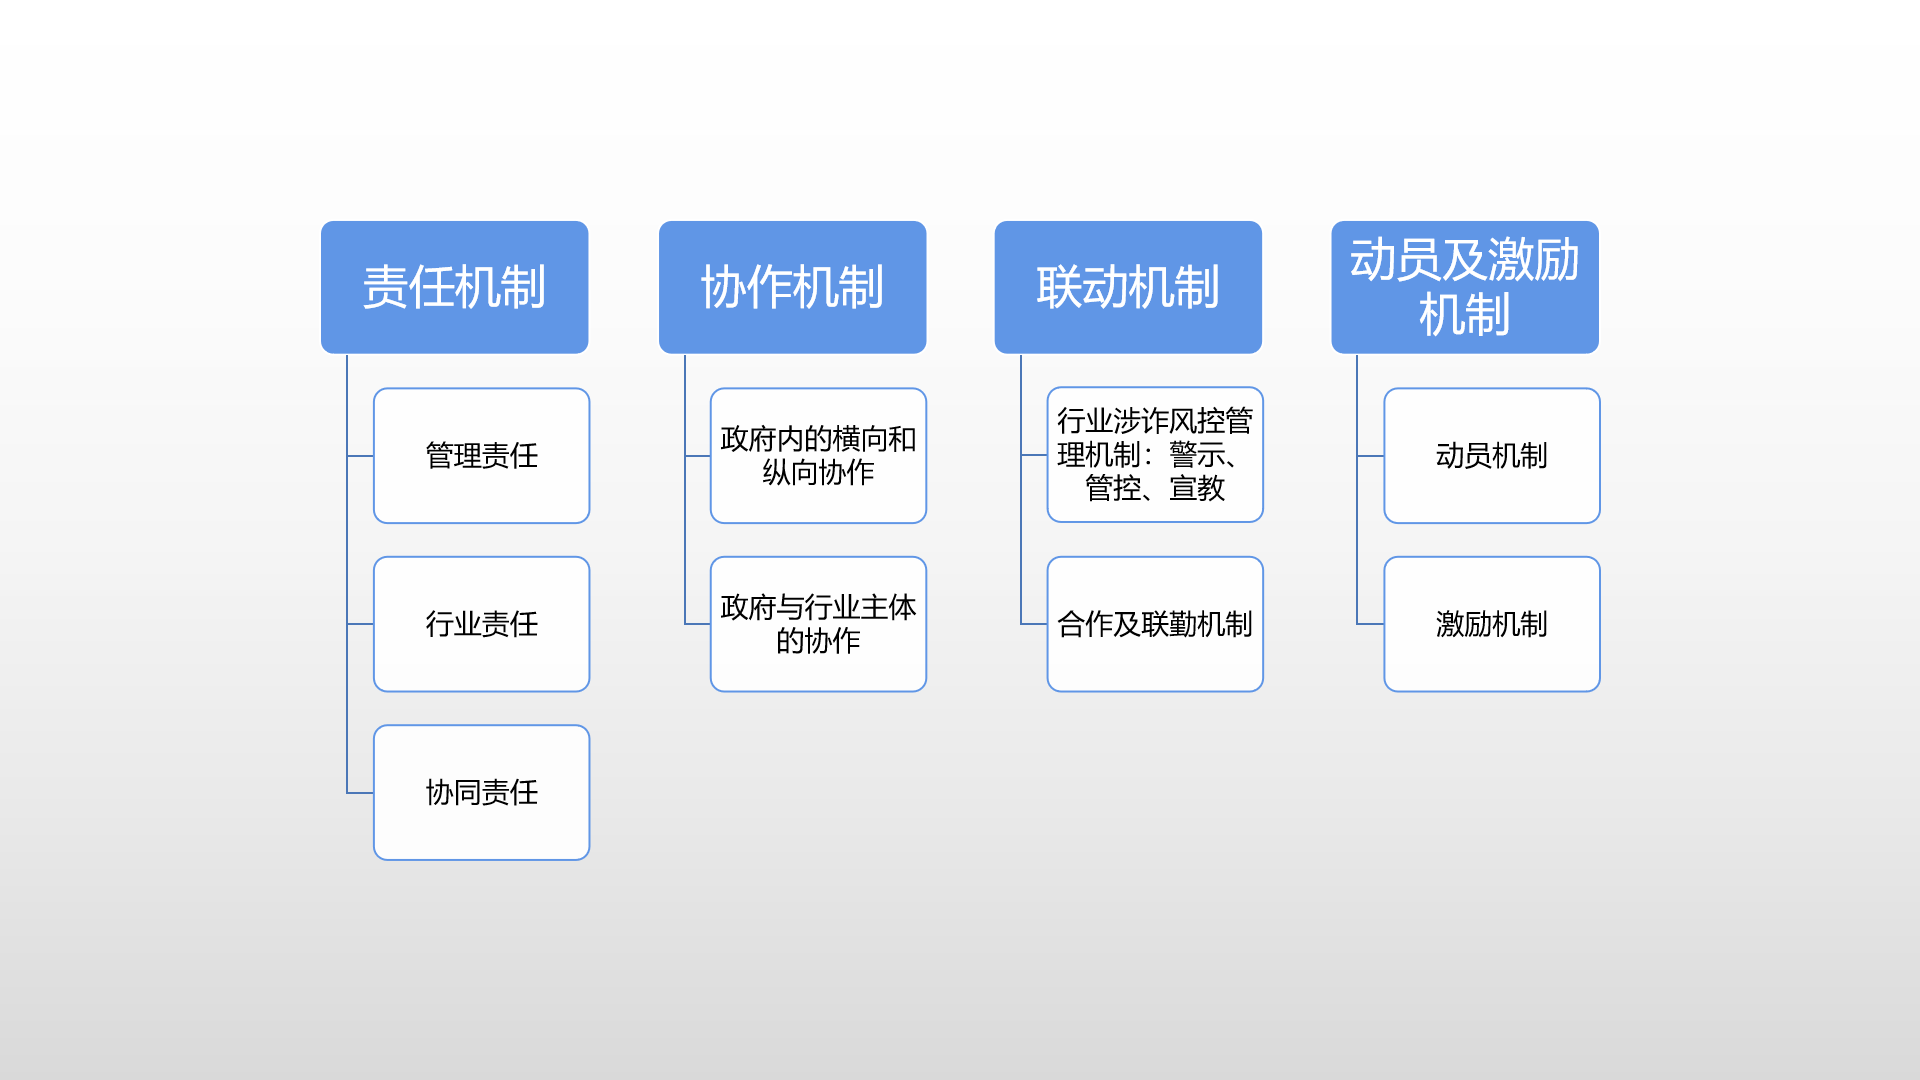 责任机制
管理责任
行业责任
协同责任
协作机制
政府内的横向和
纵向协作
政府与行业主体
的协作
联动机制
行业涉诈风控管
理机制：警示、
管控、宣教
合作及联勤机制
动员及激励
机制
动员机制
激励机制